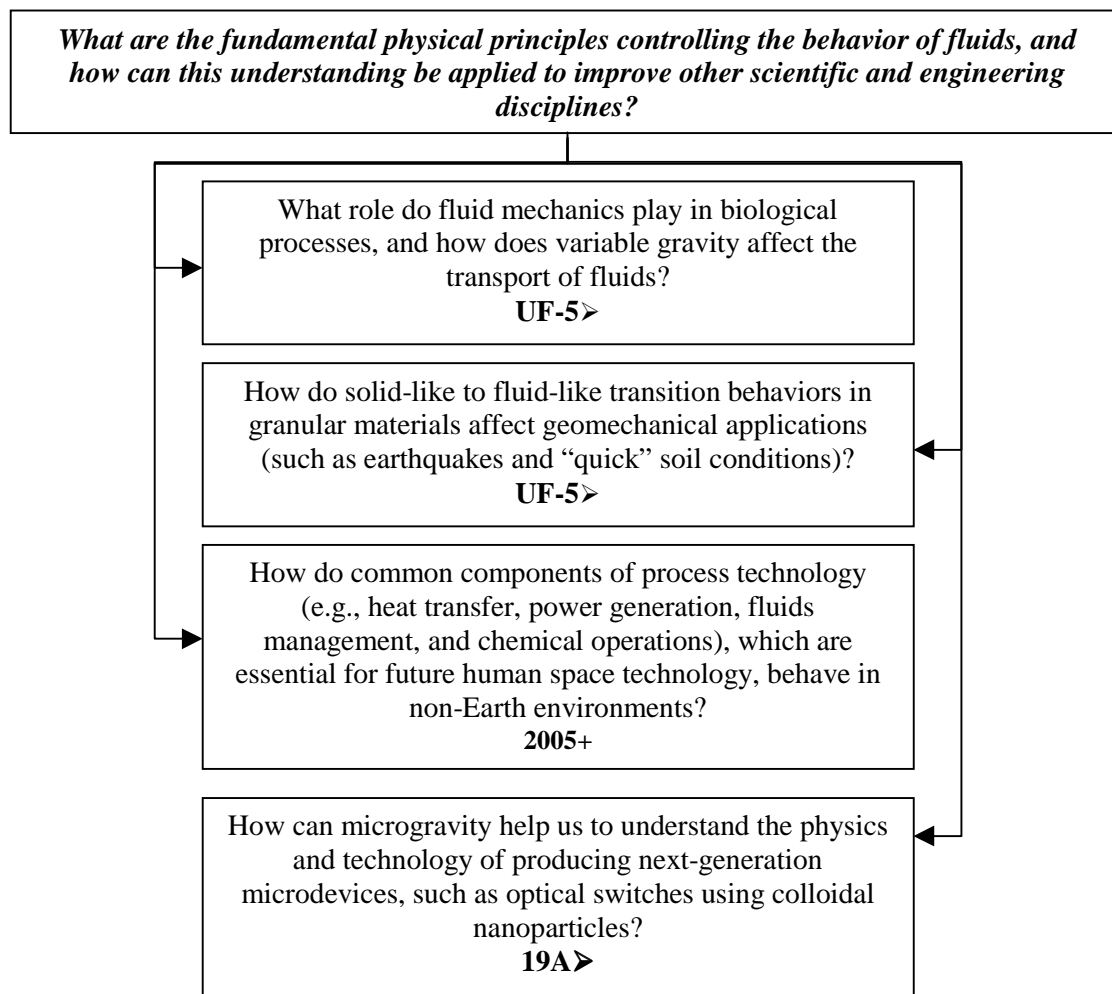 What are the fundamental physical principles controlling the behavior of fluids, and
how can this understanding be applied to improve other scientific and engineering
disciplines?
What role do fluid mechanics play in biological
processes, and how does variable gravity affect the
transport of fluids?
UF-5➢
How do solid-like to fluid-like transition behaviors in
granular materials affect geomechanical applications
(such as earthquakes and “quick” soil conditions)?
UF-5➢
How do common components of process technology
(e.g., heat transfer, power generation, fluids
management, and chemical operations), which are
essential for future human space technology, behave in
non-Earth environments?
2005+
How can microgravity help us to understand the physics
and technology of producing next-generation
microdevices, such as optical switches using colloidal
nanoparticles?
19A➢